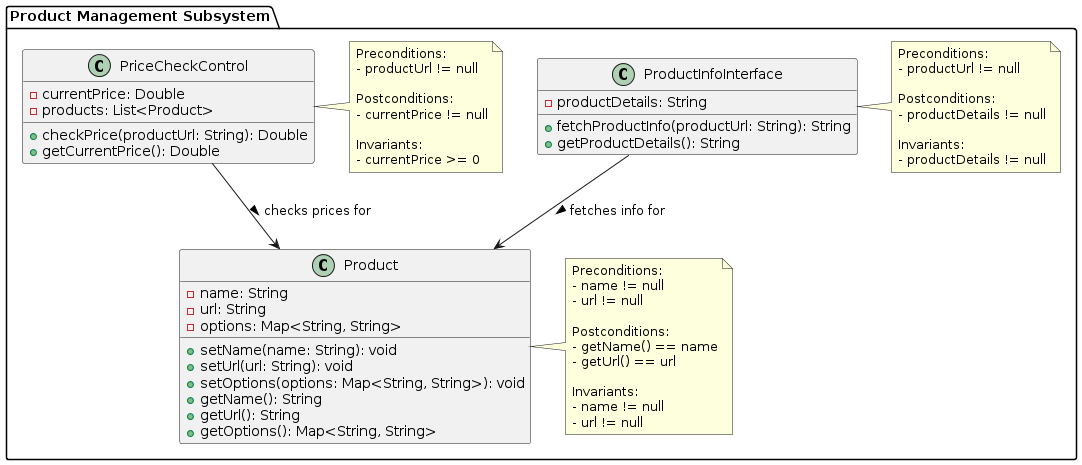 Product Management Subsystem
C PriceCheckControl
currentPrice: Double
products: List<Product>
checkPrice(productUrl: String): Double
getCurrentPrice(): Double
Preconditions:
- productUrl != null
Postconditions:
- currentPrice != null
Invariants:
- currentPrice >= 0
C ProductInfoInterface
productDetails: String
fetchProductInfo(productUrl: String): String
getProductDetails(): String
Preconditions:
- productUrl != null
Postconditions:
- productDetails != null
Invariants:
- productDetails != null
checks prices for
fetches info for
C Product
name: String
url: String
options: Map<String, String>
setName(name: String): void
setUrl(url: String): void
setOptions(options: Map<String, String>): void
getName(): String
getUrl(): String
getOptions(): Map<String, String>
Preconditions:
- name != null
- url != null
Postconditions:
- getName() == name
- getUrl() == url
Invariants:
- name != null
- url != null